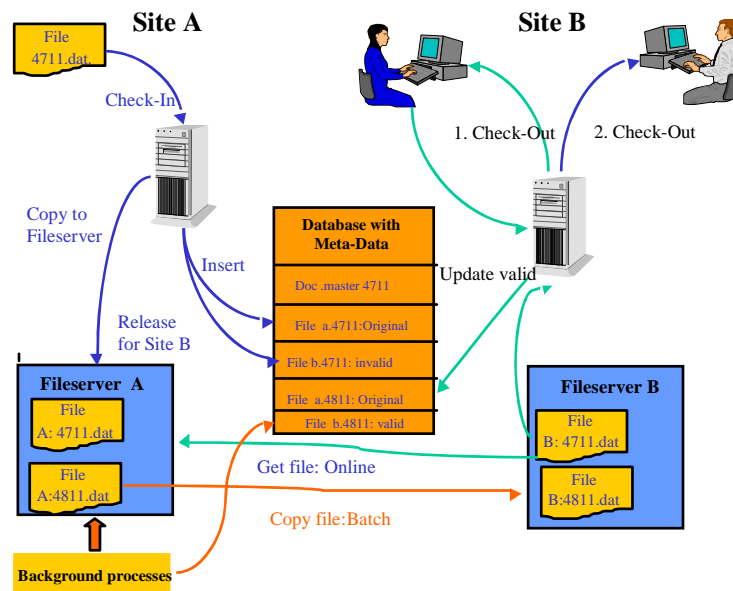 Site A
Site B
File
4711.dat.
Check-In
1. Check-Out
2. Check-Out
Copy to
Fileserver
Insert
Database with
Meta-Data
Doc .master 4711
File a.4711:Original
File b.4711: invalid
File a.4811: Original
File b.4811: valid
Update valid
Release
for Site B
Fileserver A
File
A: 4711.dat
File
A:4811.dat
Fileserver B
File
B: 4711.dat
File
B:4811.dat
Get file: Online
Copy file:Batch
Background processes